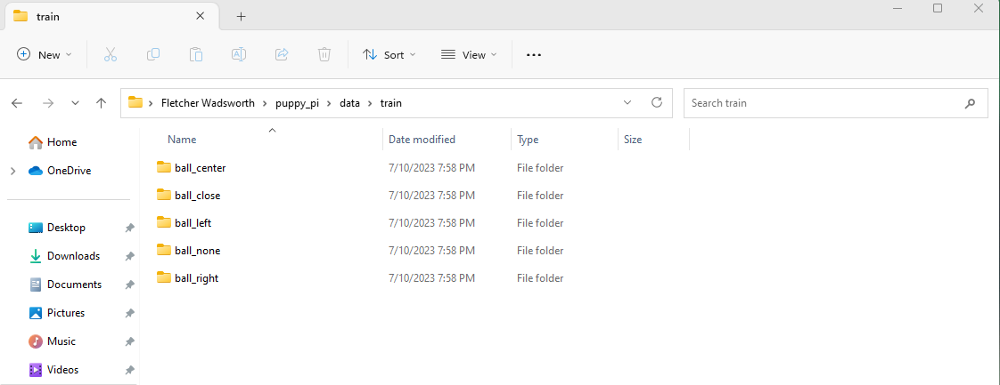 train
New Sort View
Fletcher Wadsworth puppy_pi data train Search train
Name Date modified Type Size
Home
OneDrive
Desktop
Downloads
Documents
Pictures
Music
Videos
ball_center 7/10/2023 7:58 PM File folder
ball_close 7/10/2023 7:58 PM File folder
ball_left 7/10/2023 7:58 PM File folder
ball_none 7/10/2023 7:58 PM File folder
ball_right 7/10/2023 7:58 PM File folder